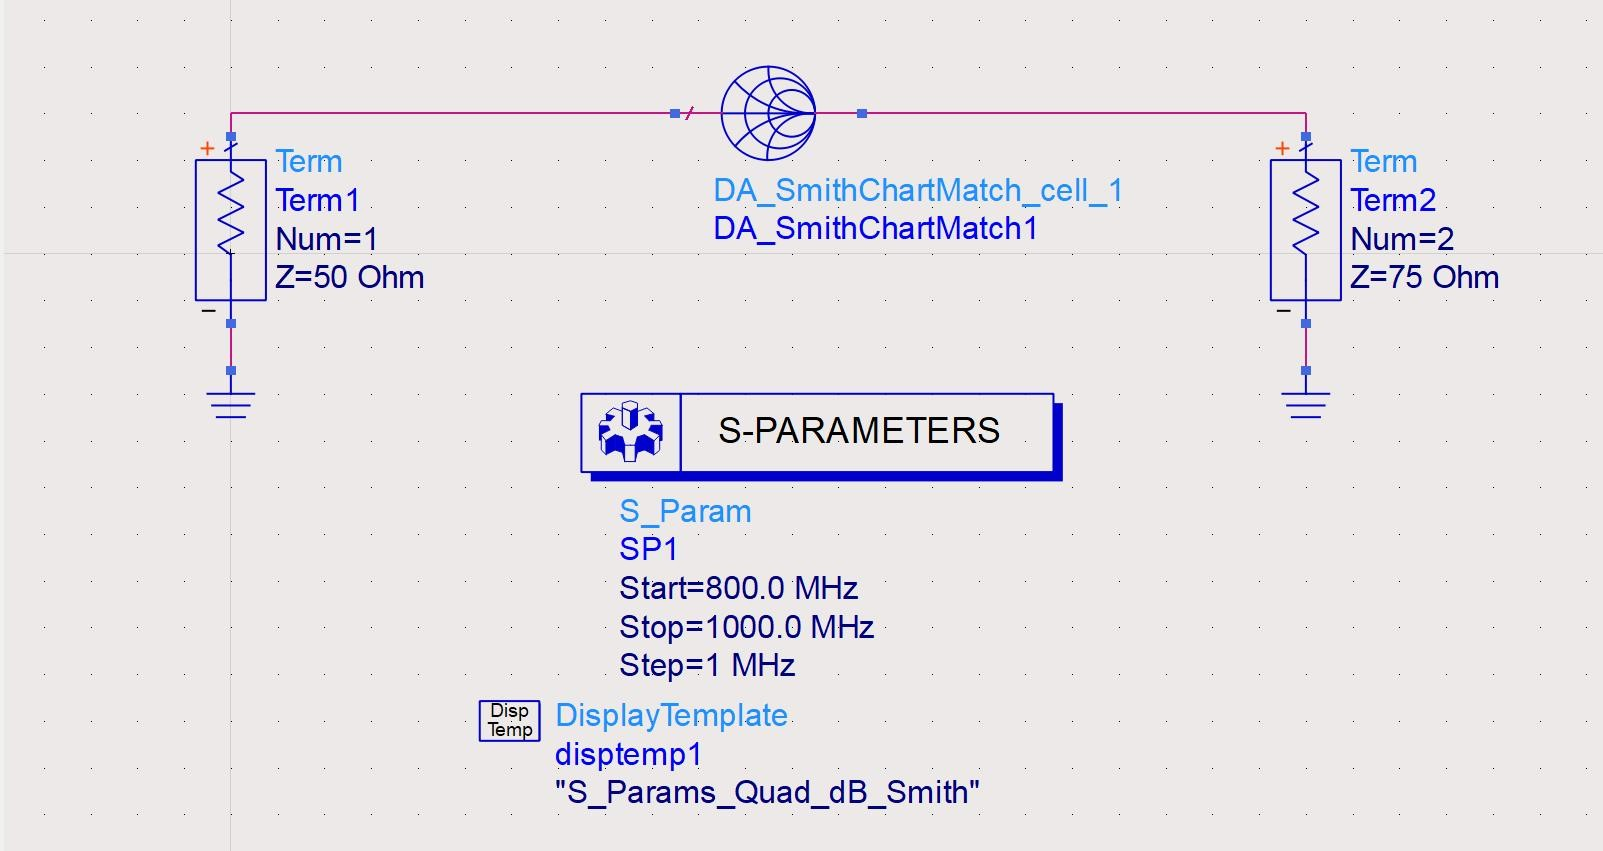 +
Term
Term1
Num=1
Z=50 Ohm
−
DA_SmithChartMatch_cell_1
DA_SmithChartMatch1
+
Term
Term2
Num=2
Z=75 Ohm
−
S-PARAMETERS
S_Param
SP1
Start=800.0 MHz
Stop=1000.0 MHz
Step=1 MHz
Disp
Temp
DisplayTemplate
disptemp1
"S_Params_Quad_dB_Smith"